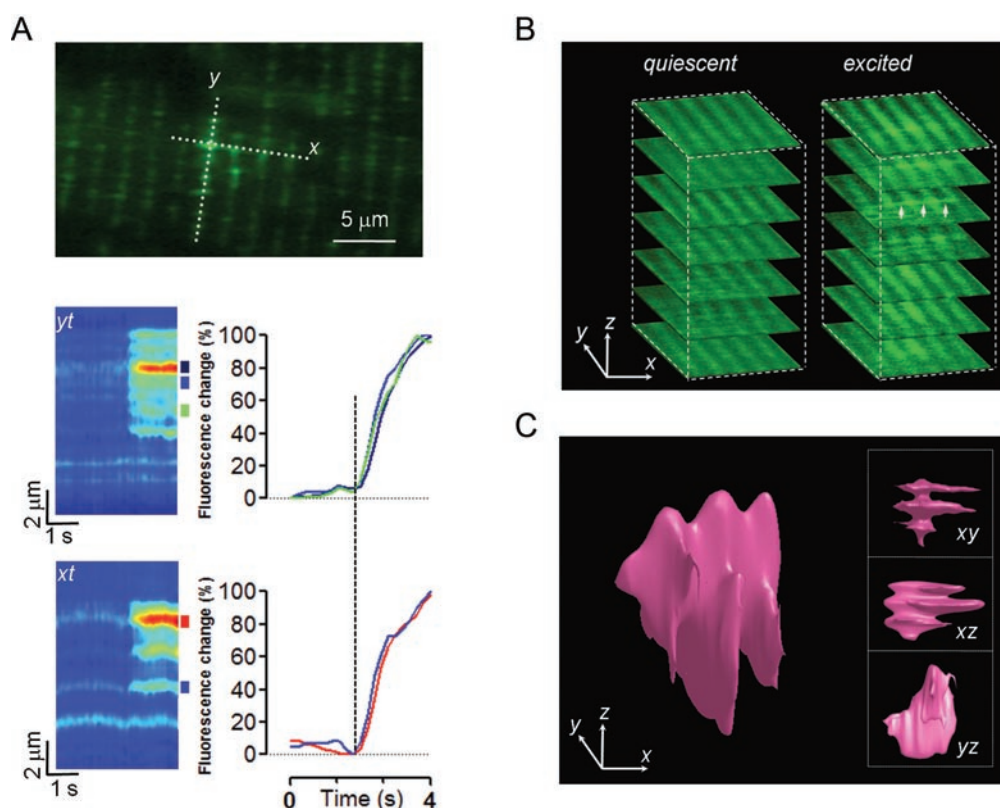 A
y
x
5 μm
yt
2 μm
1 s
Fluorescence change (%)
100
80
60
40
20
0
xt
2 μm
1 s
Fluorescence change (%)
100
80
60
40
20
0
0 Time (s) 4
B
quiescent excited
z
y
x
C
z
y
x
xy
xz
yz